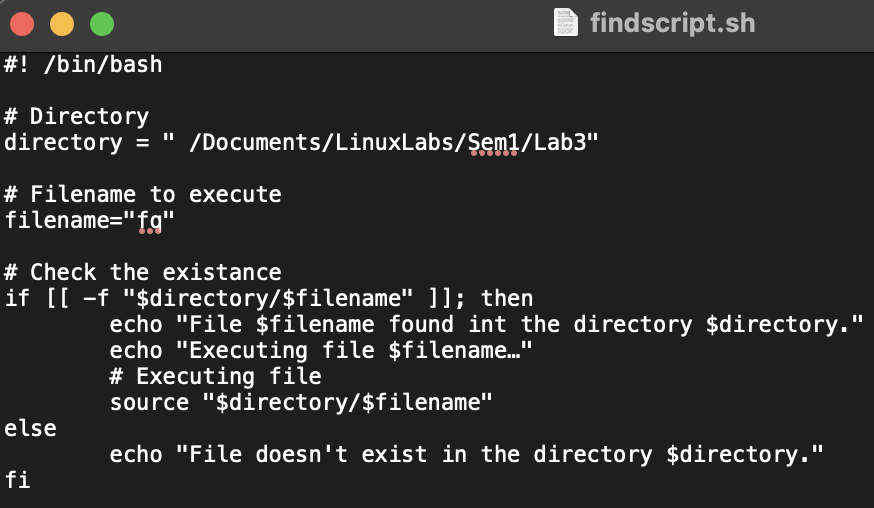 findscript.sh
#! /bin/bash
# Directory
directory = " /Documents/LinuxLabs/Sem1/Lab3"
# Filename to execute
filename="fg"
# Check the existance
if [[ -f "$directory/$filename" ]]; then
echo "File $filename found int the directory $directory."
echo "Executing file $filename…"
# Executing file
source "$directory/$filename"
else
echo "File doesn't exist in the directory $directory."
fi